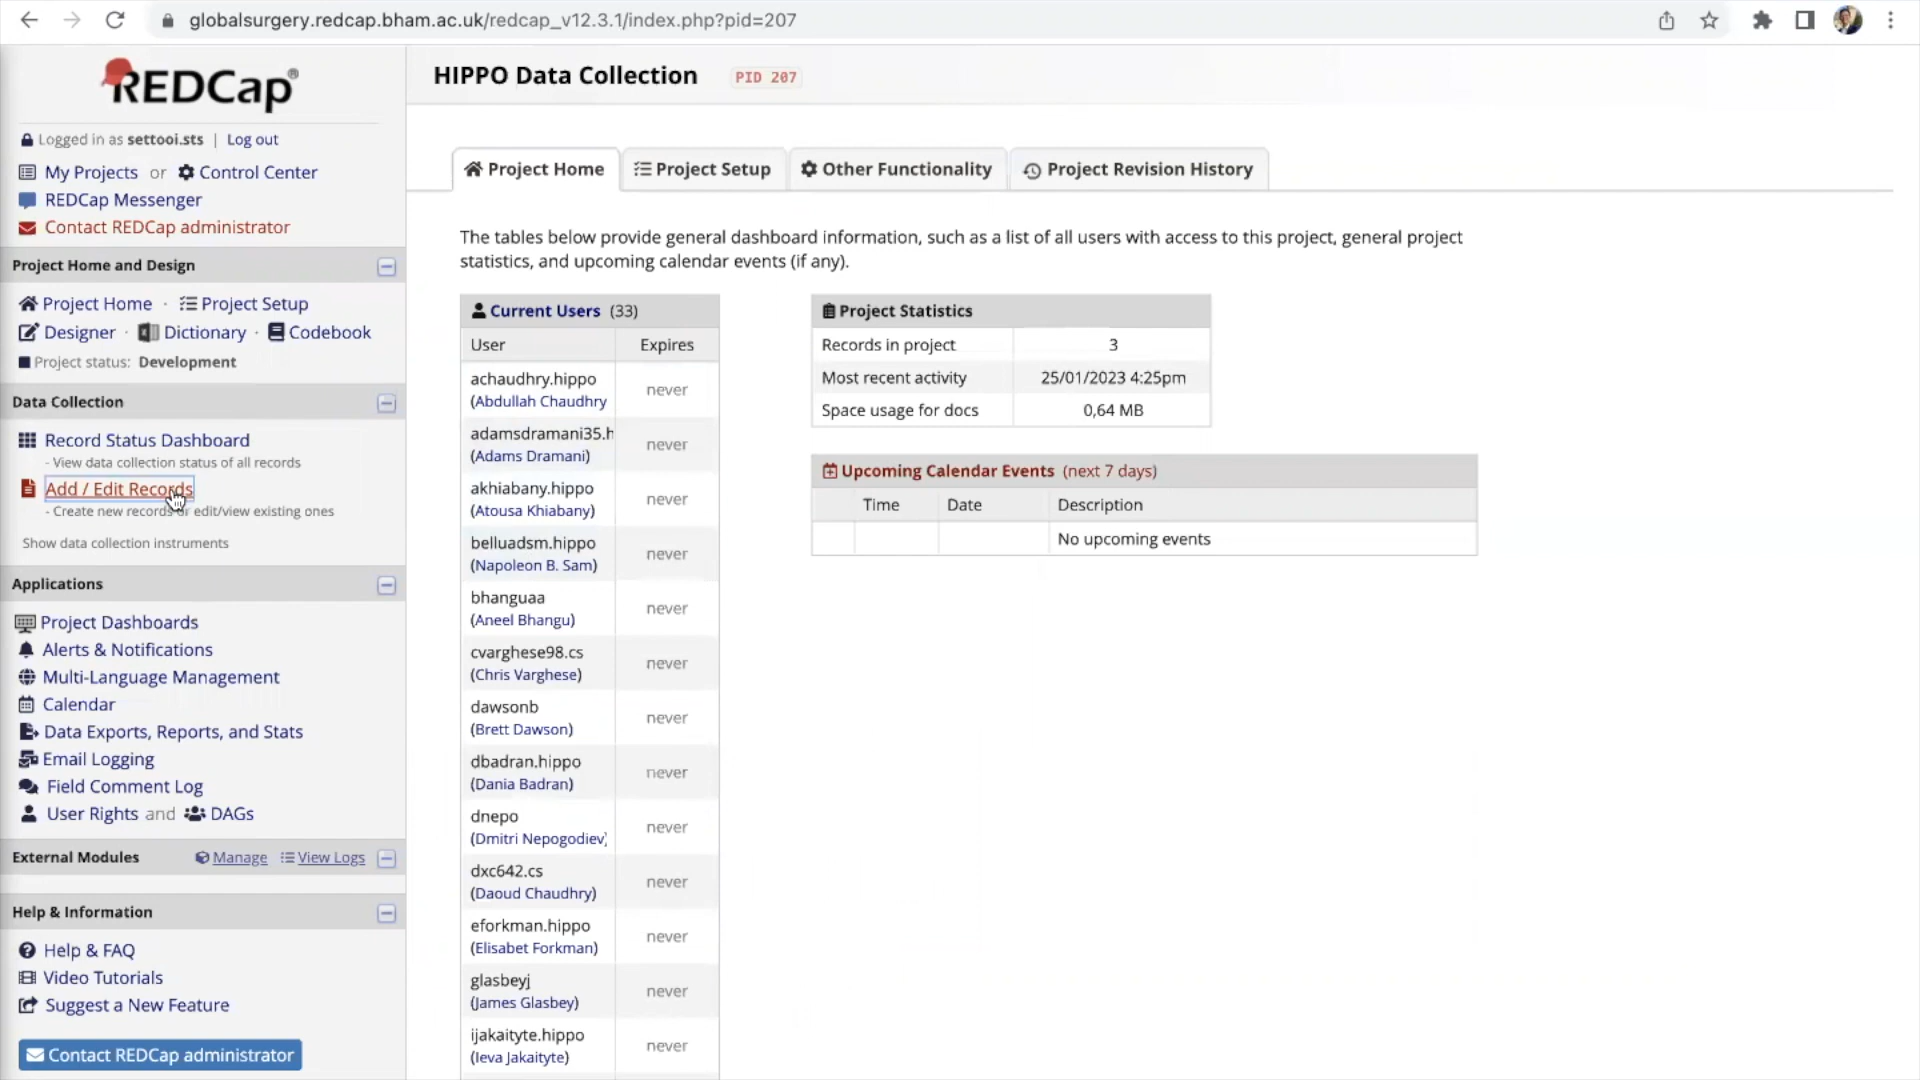 globalsurgery.redcap.bham.ac.uk/redcap_v12.3.1/index.php?pid=207
REDCap®
Logged in as settooi.sts | Log out
My Projects or Control Center
REDCap Messenger
Contact REDCap administrator
Project Home and Design
Project Home · Project Setup
Designer · Dictionary · Codebook
Project status: Development
Data Collection
Record Status Dashboard
- View data collection status of all records
Add / Edit Records
- Create new records or edit/view existing ones
Show data collection instruments
Applications
Project Dashboards
Alerts & Notifications
Multi-Language Management
Calendar
Data Exports, Reports, and Stats
Email Logging
Field Comment Log
User Rights and DAGs
External Modules Manage View Logs
Help & Information
Help & FAQ
Video Tutorials
Suggest a New Feature
Contact REDCap administrator
HIPPO Data Collection PID 207
Project Home Project Setup Other Functionality Project Revision History
The tables below provide general dashboard information, such as a list of all users with access to this project, general project
statistics, and upcoming calendar events (if any).
Current Users (33)
User Expires
achaudhry.hippo
(Abdullah Chaudhry never
adamsdramani35.h
(Adams Dramani) never
akhiabany.hippo
(Atousa Khiabany) never
belluadsm.hippo
(Napoleon B. Sam) never
bhanguaa
(Aneel Bhangu) never
cvarghese98.cs
(Chris Varghese) never
dawsonb
(Brett Dawson) never
dbadran.hippo
(Dania Badran) never
dnepo
(Dmitri Nepogodiev) never
dxc642.cs
(Daoud Chaudhry) never
eforkman.hippo
(Elisabet Forkman) never
glasbeyj
(James Glasbey) never
ijakaityte.hippo
(Ieva Jakaityte) never
Project Statistics
Records in project 3
Most recent activity 25/01/2023 4:25pm
Space usage for docs 0,64 MB
Upcoming Calendar Events (next 7 days)
Time Date Description
No upcoming events